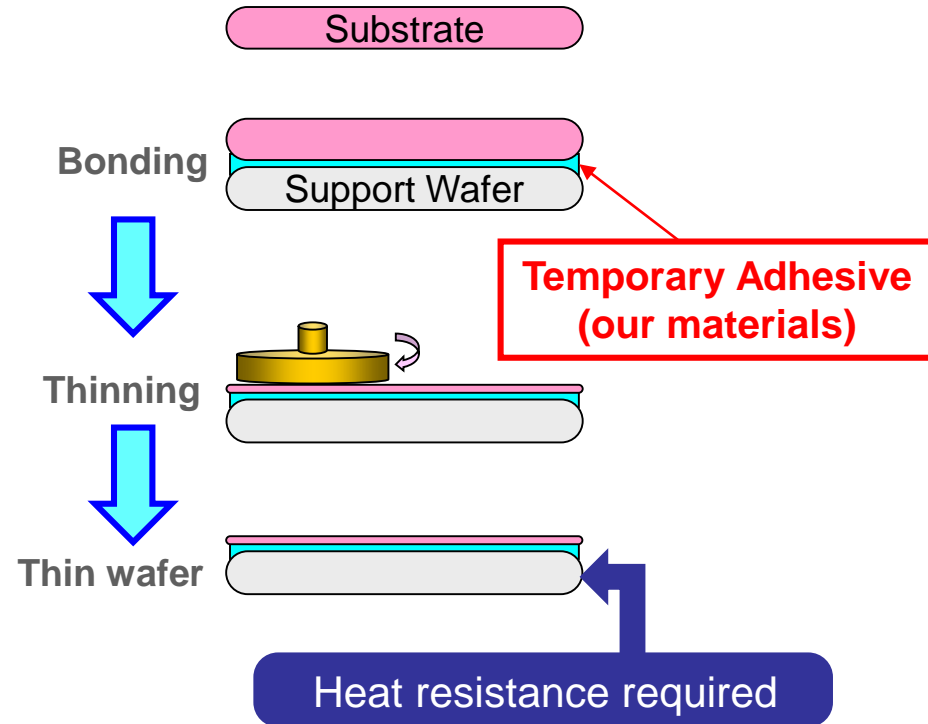 Substrate
Bonding
Support Wafer
Temporary Adhesive
(our materials)
Thinning
Thin wafer
Heat resistance required